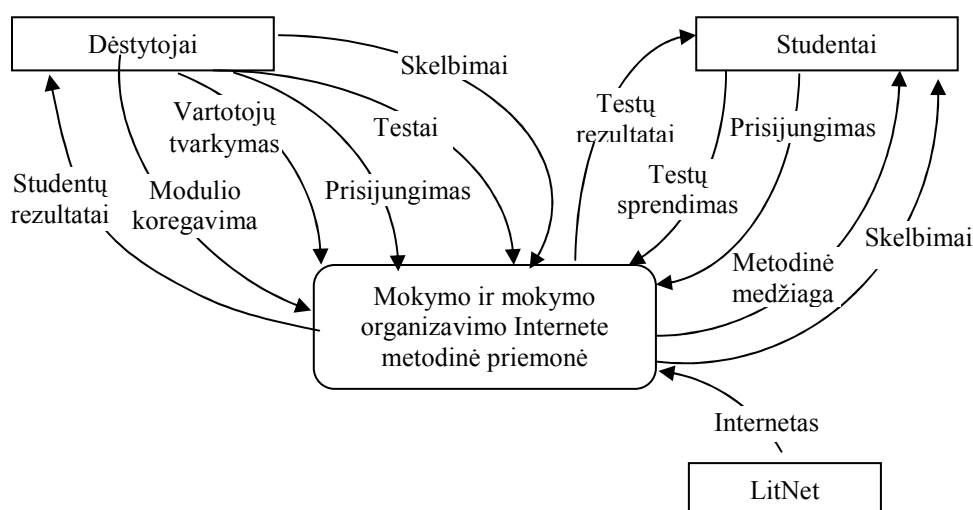 Dėstytojai
Studentai
Skelbimai
Vartotojų
tvarkymas
Testai
Testų
rezultatai
Prisijungimas
Studentų
rezultatai
Modulio
koregavima
Prisijungimas
Testų
sprendimas
Skelbimai
Metodinė
medžiaga
Mokymo ir mokymo
organizavimo Internete
metodinė priemonė
Internetas
LitNet